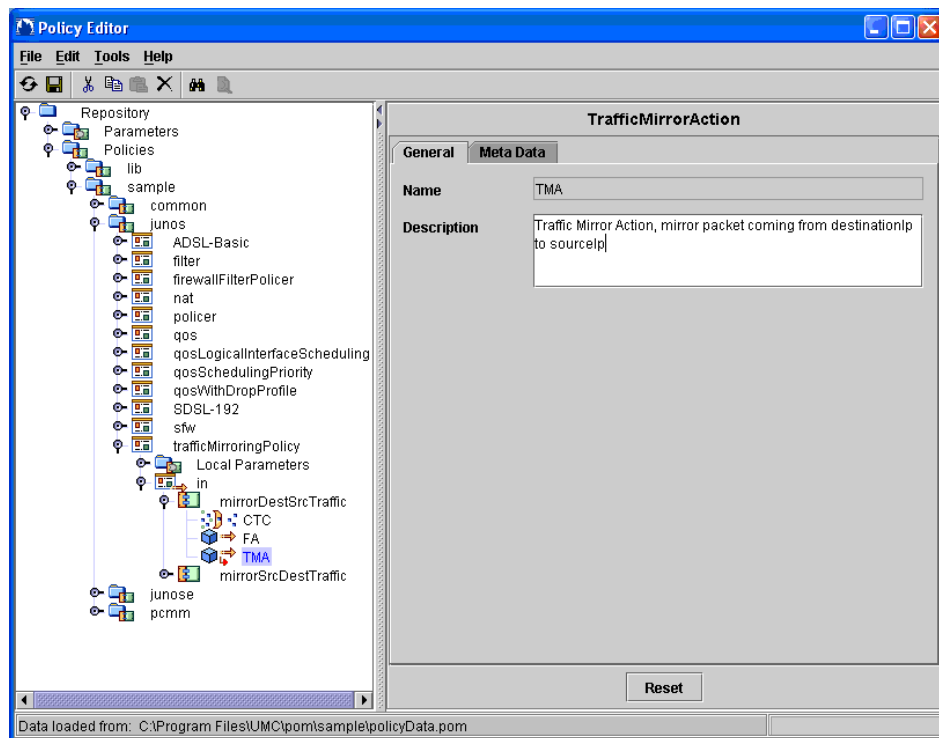 Policy Editor
File Edit Tools Help
Repository
Parameters
Policies
lib
sample
common
junos
ADSL-Basic
filter
firewallFilterPolicer
nat
policer
qos
qosLogicalInterfaceScheduling
qosSchedulingPriority
qosWithDropProfile
SDSL-192
sfw
trafficMirroringPolicy
Local Parameters
in
mirrorDestSrcTraffic
CTC
FA
TMA
mirrorSrcDestTraffic
junose
pcmm
TrafficMirrorAction
General Meta Data
Name TMA
Description Traffic Mirror Action, mirror packet coming from destinationIp
to sourceIp
Reset
Data loaded from: C:\Program Files\UMC\pom\sample\policyData.pom